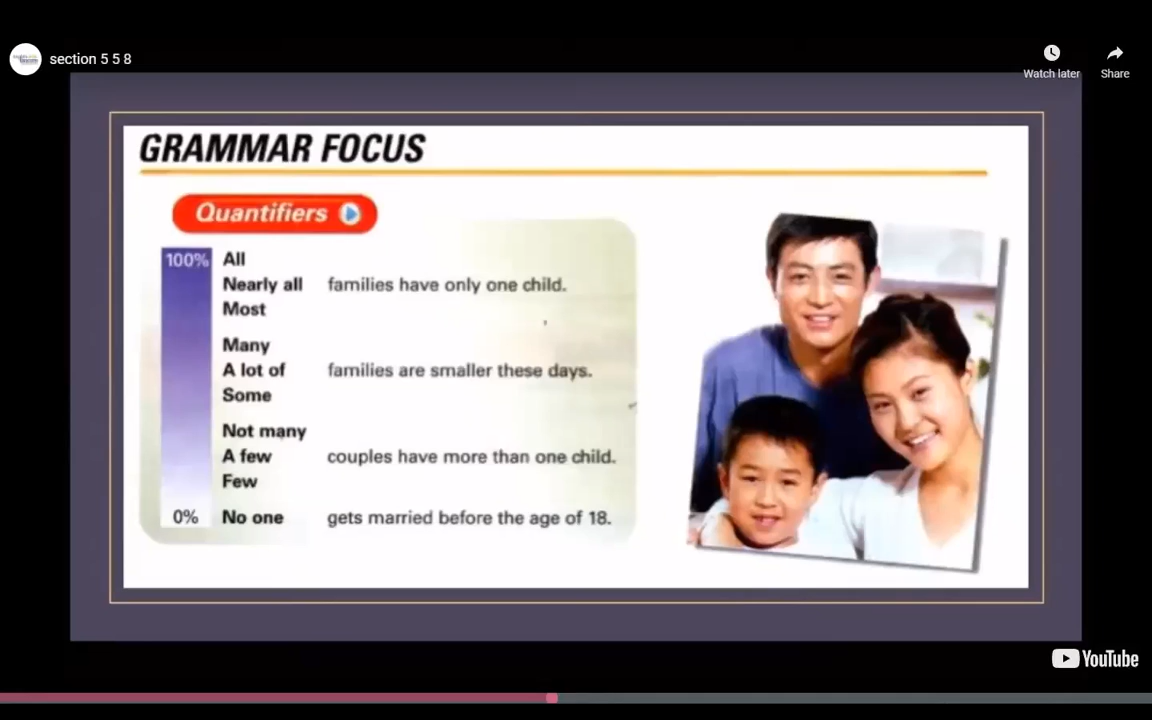 section 5 5 8
Watch later
Share
GRAMMAR FOCUS
Quantifiers
100% All
Nearly all families have only one child.
Most
Many
A lot of families are smaller these days.
Some
Not many
A few couples have more than one child.
Few
0% No one gets married before the age of 18.
YouTube